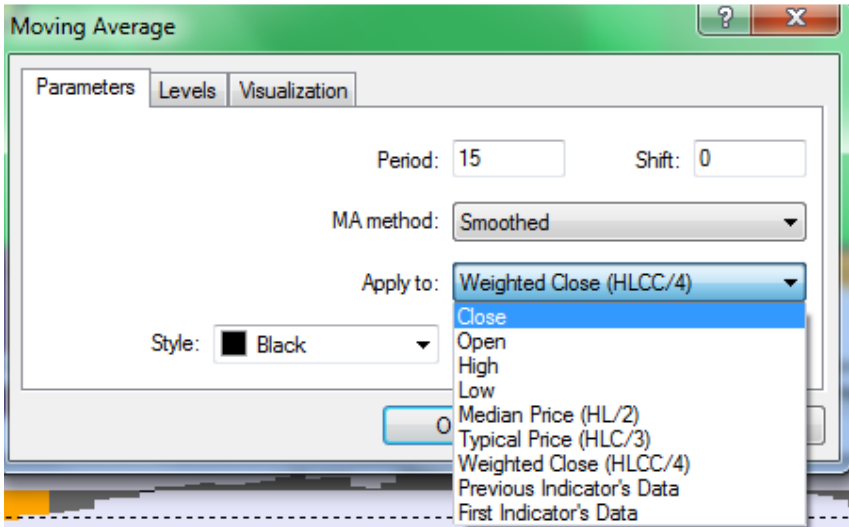 Moving Average
Parameters Levels Visualization
Period: 15 Shift: 0
MA method: Smoothed
Apply to: Weighted Close (HLCC/4)
Close
Style: Black
Open
High
Low
Median Price (HL/2)
Typical Price (HLC/3)
Weighted Close (HLCC/4)
Previous Indicator's Data
First Indicator's Data